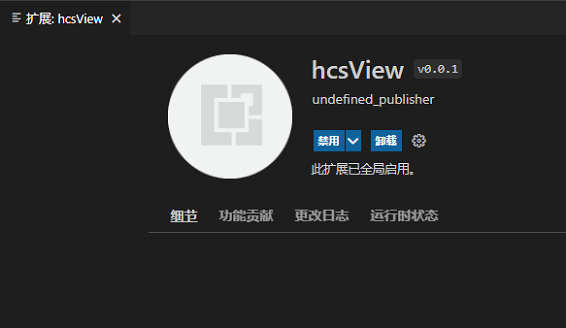 扩展: hcsView
hcsView v0.0.1
undefined_publisher
禁用 卸载
此扩展已全局启用。
细节 功能贡献 更改日志 运行时状态